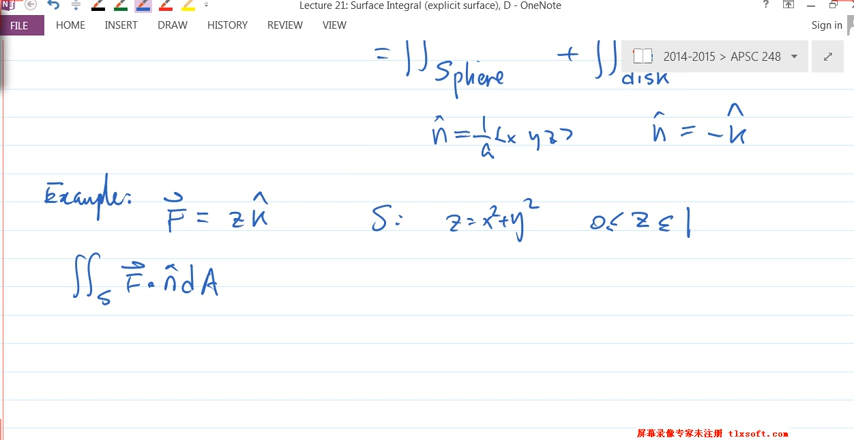 Lecture 21: Surface Integral (explicit surface), D - OneNote
FILE HOME INSERT DRAW HISTORY REVIEW VIEW Sign in
2014-2015 > APSC 248
= ∬Sphere + ∬disk
n̂ = 1/a <x y z> n̂ = -k̂
Example: F⃗ = z k̂ S: z = x²+y² 0 ≤ z ≤ 1
∬S F⃗ • n̂ dA
屏幕录像专家未注册 tlxsoft.com